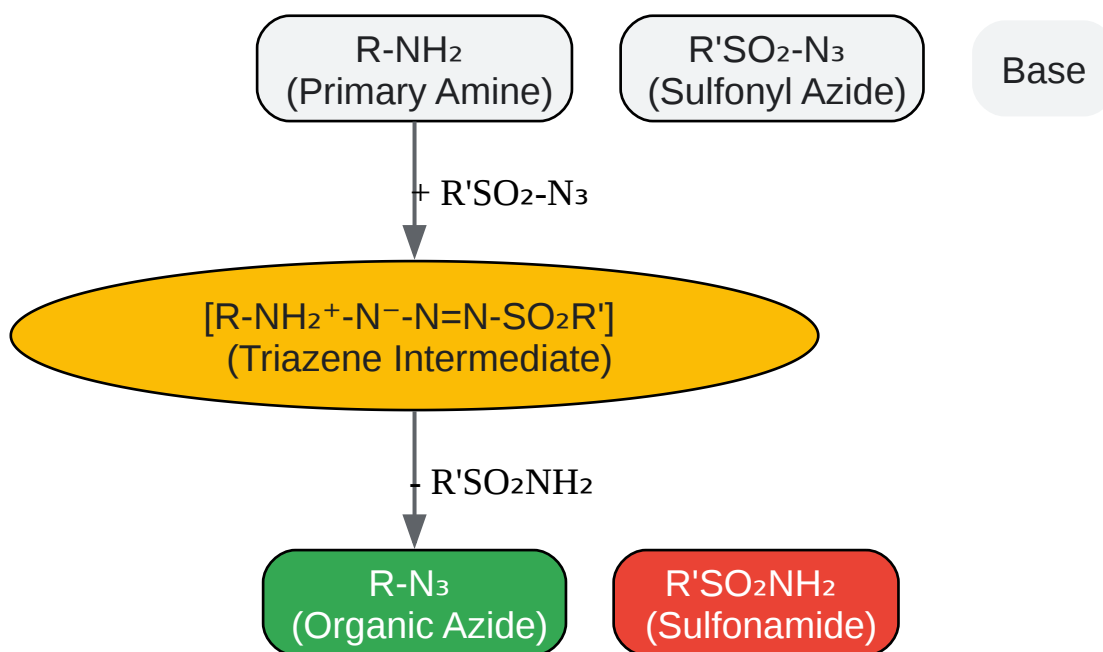 R-NH₂
(Primary Amine)
R'SO₂-N₃
(Sulfonyl Azide)
Base
+ R'SO₂-N₃
[R-NH₂⁺-N⁻-N=N-SO₂R']
(Triazene Intermediate)
- R'SO₂NH₂
R-N₃
(Organic Azide)
R'SO₂NH₂
(Sulfonamide)